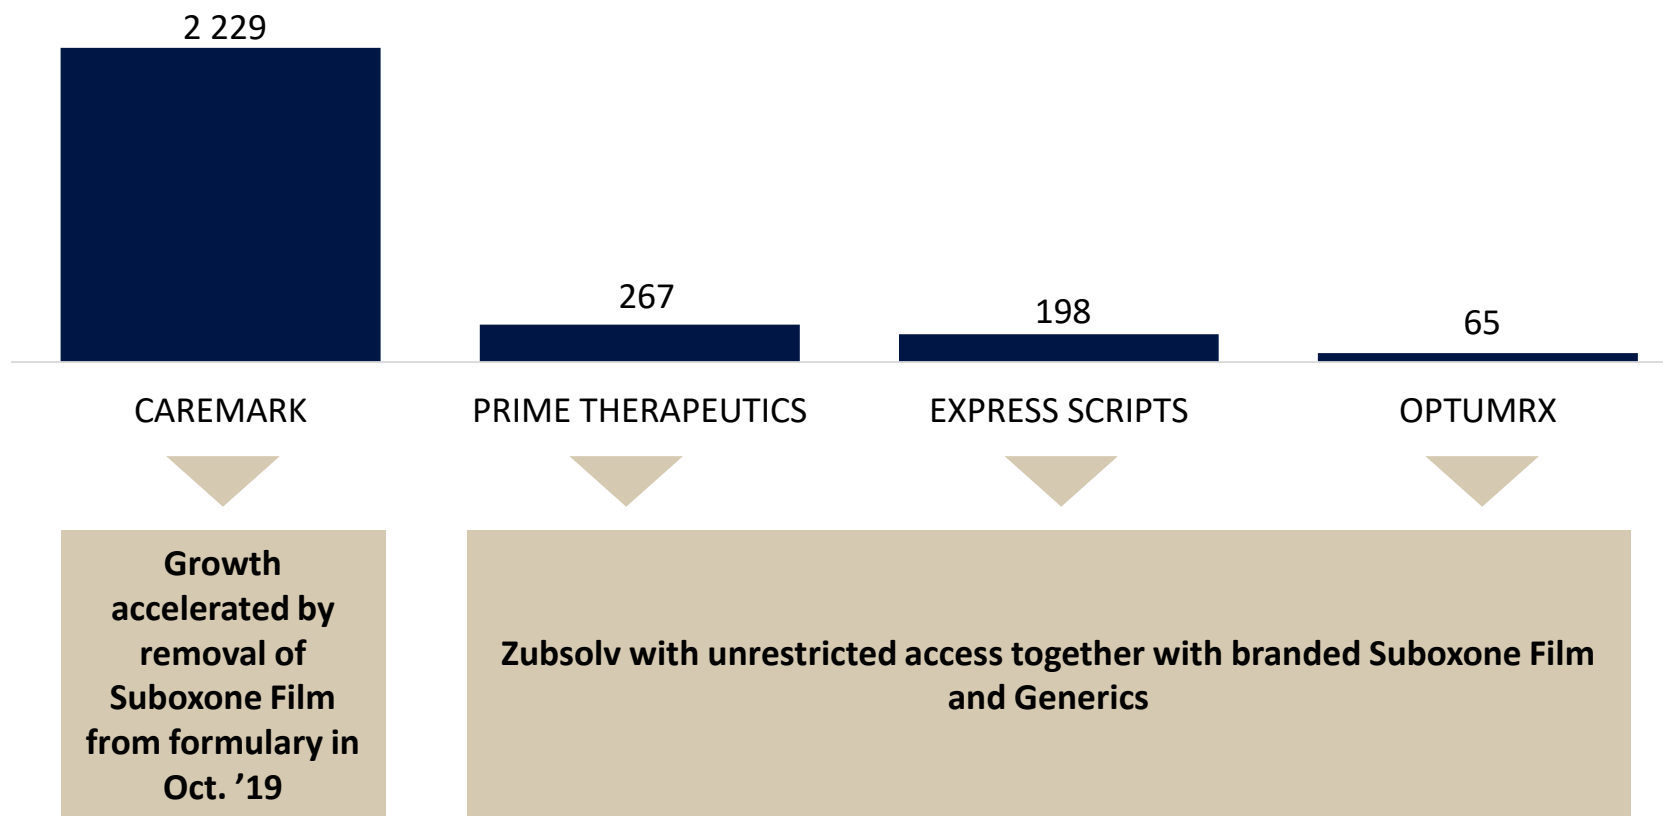 2 229
267
198
65
CAREMARK
PRIME THERAPEUTICS
EXPRESS SCRIPTS
OPTUMRX
Growth
accelerated by
removal of
Suboxone Film
from formulary in
Oct. ’19
Zubsolv with unrestricted access together with branded Suboxone Film
and Generics